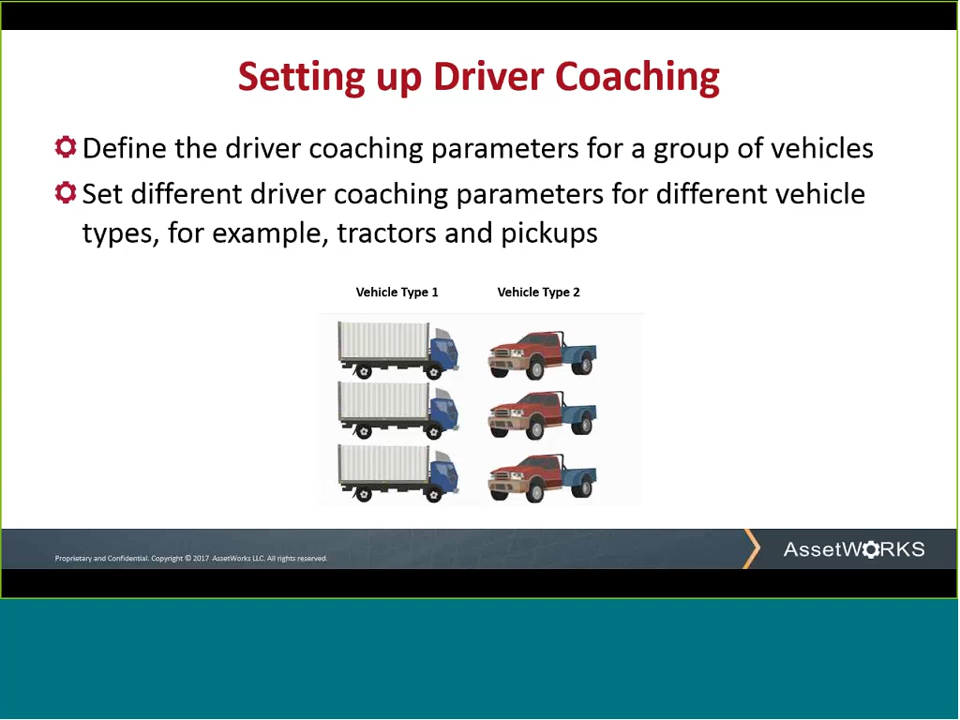 Setting up Driver Coaching
Define the driver coaching parameters for a group of vehicles
Set different driver coaching parameters for different vehicle
types, for example, tractors and pickups
Vehicle Type 1 Vehicle Type 2
Proprietary and Confidential. Copyright © 2017 AssetWorks LLC. All rights reserved.
AssetWORKS